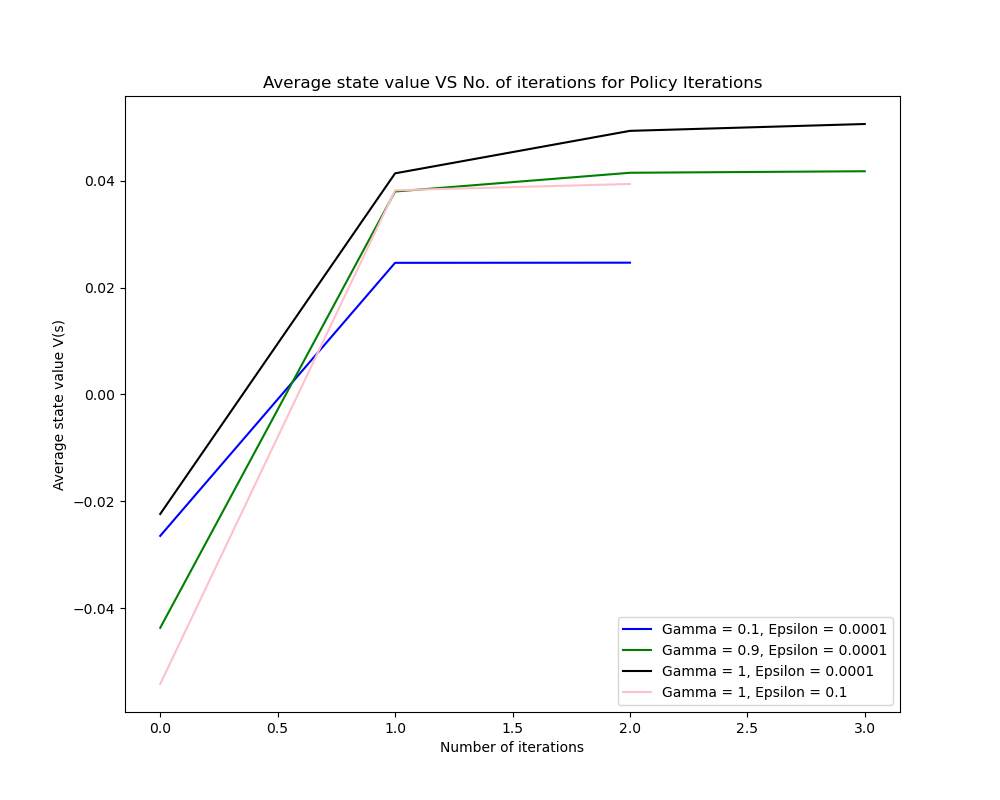 Average state value VS No. of iterations for Policy Iterations
Average state value V(s)
0.04
0.02
0.00
−0.02
−0.04
Gamma = 0.1, Epsilon = 0.0001
Gamma = 0.9, Epsilon = 0.0001
Gamma = 1, Epsilon = 0.0001
Gamma = 1, Epsilon = 0.1
0.0 0.5 1.0 1.5 2.0 2.5 3.0
Number of iterations